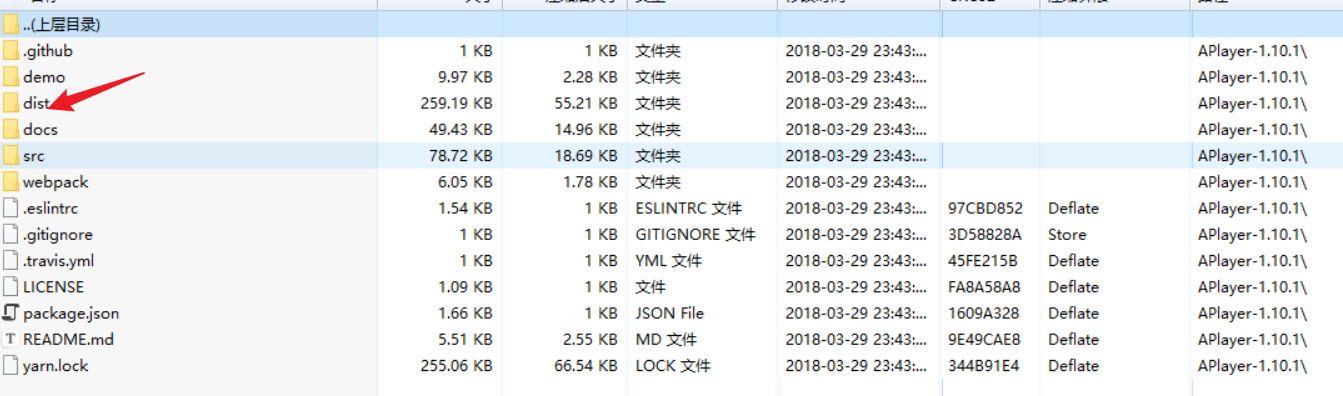 ..(上层目录)
.github 1 KB 1 KB 文件夹 2018-03-29 23:43:... APlayer-1.10.1\
demo 9.97 KB 2.28 KB 文件夹 2018-03-29 23:43:... APlayer-1.10.1\
dist 259.19 KB 55.21 KB 文件夹 2018-03-29 23:43:... APlayer-1.10.1\
docs 49.43 KB 14.96 KB 文件夹 2018-03-29 23:43:... APlayer-1.10.1\
src 78.72 KB 18.69 KB 文件夹 2018-03-29 23:43:... APlayer-1.10.1\
webpack 6.05 KB 1.78 KB 文件夹 2018-03-29 23:43:... APlayer-1.10.1\
.eslintrc 1.54 KB 1 KB ESLINTRC 文件 2018-03-29 23:43:... 97CBD852 Deflate APlayer-1.10.1\
.gitignore 1 KB 1 KB GITIGNORE 文件 2018-03-29 23:43:... 3D58828A Store APlayer-1.10.1\
.travis.yml 1 KB 1 KB YML 文件 2018-03-29 23:43:... 45FE215B Deflate APlayer-1.10.1\
LICENSE 1.09 KB 1 KB 文件 2018-03-29 23:43:... FA8A58A8 Deflate APlayer-1.10.1\
package.json 1.66 KB 1 KB JSON File 2018-03-29 23:43:... 1609A328 Deflate APlayer-1.10.1\
README.md 5.51 KB 2.55 KB MD 文件 2018-03-29 23:43:... 9E49CAE8 Deflate APlayer-1.10.1\
yarn.lock 255.06 KB 66.54 KB LOCK 文件 2018-03-29 23:43:... 344B91E4 Deflate APlayer-1.10.1\